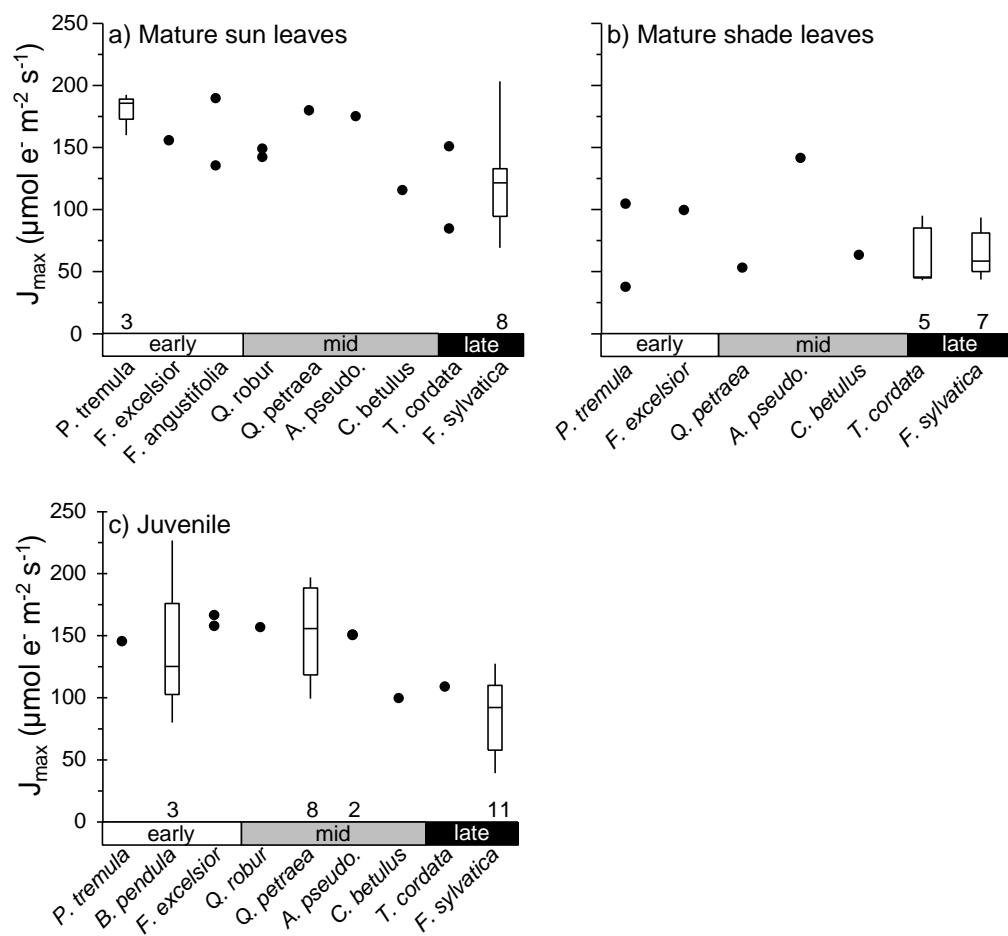 a) Mature sun leaves
J_max (µmol e⁻ m⁻² s⁻¹)
250
200
150
100
50
0
3
8
early
mid
late
P. tremula
F. excelsior
F. angustifolia
Q. robur
Q. petraea
A. pseudo.
C. betulus
T. cordata
F. sylvatica
b) Mature shade leaves
5
7
early
mid
late
P. tremula
F. excelsior
Q. petraea
A. pseudo.
C. betulus
T. cordata
F. sylvatica
c) Juvenile
J_max (µmol e⁻ m⁻² s⁻¹)
250
200
150
100
50
0
3
8
2
11
early
mid
late
P. tremula
B. pendula
F. excelsior
Q. robur
Q. petraea
A. pseudo.
C. betulus
T. cordata
F. sylvatica